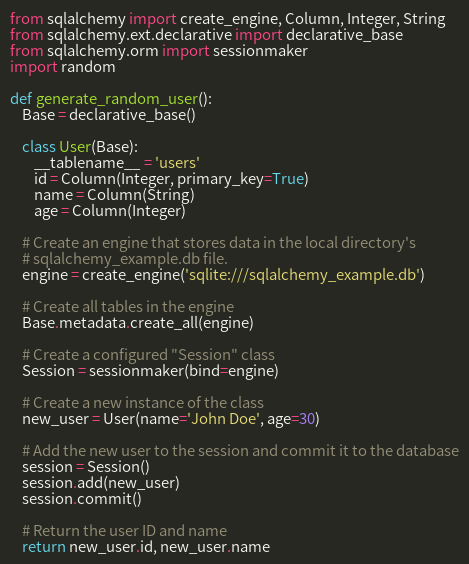 from sqlalchemy import create_engine, Column, Integer, String
from sqlalchemy.ext.declarative import declarative_base
from sqlalchemy.orm import sessionmaker
import random

def generate_random_user():
    Base = declarative_base()

    class User(Base):
        __tablename__ = 'users'
        id = Column(Integer, primary_key=True)
        name = Column(String)
        age = Column(Integer)

    # Create an engine that stores data in the local directory's
    # sqlalchemy_example.db file.
    engine = create_engine('sqlite:///sqlalchemy_example.db')

    # Create all tables in the engine
    Base.metadata.create_all(engine)

    # Create a configured "Session" class
    Session = sessionmaker(bind=engine)

    # Create a new instance of the class
    new_user = User(name='John Doe', age=30)

    # Add the new user to the session and commit it to the database
    session = Session()
    session.add(new_user)
    session.commit()

    # Return the user ID and name
    return new_user.id, new_user.name